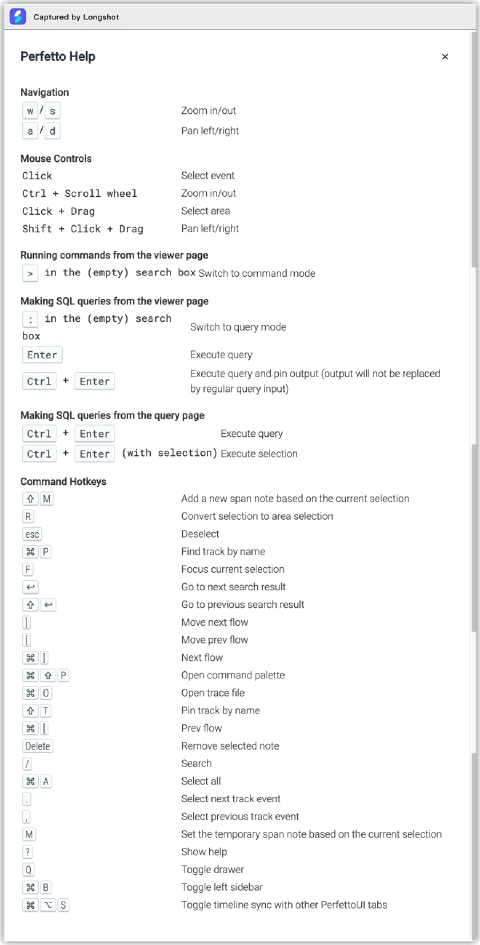 Captured by Longshot
Perfetto Help ×
Navigation
w / s Zoom in/out
a / d Pan left/right
Mouse Controls
Click Select event
Ctrl + Scroll wheel Zoom in/out
Click + Drag Select area
Shift + Click + Drag Pan left/right
Running commands from the viewer page
> in the (empty) search box Switch to command mode
Making SQL queries from the viewer page
: in the (empty) search box Switch to query mode
Enter Execute query
Ctrl + Enter Execute query and pin output (output will not be replaced
by regular query input)
Making SQL queries from the query page
Ctrl + Enter Execute query
Ctrl + Enter (with selection) Execute selection
Command Hotkeys
⇧ M Add a new span note based on the current selection
R Convert selection to area selection
esc Deselect
⌘ P Find track by name
F Focus current selection
↩ Go to next search result
⇧ ↩ Go to previous search result
] Move next flow
[ Move prev flow
⌘ ] Next flow
⌘ ⇧ P Open command palette
⌘ O Open trace file
⇧ T Pin track by name
⌘ [ Prev flow
Delete Remove selected note
/ Search
⌘ A Select all
. Select next track event
, Select previous track event
M Set the temporary span note based on the current selection
? Show help
Q Toggle drawer
⌘ B Toggle left sidebar
⌘ ⌥ S Toggle timeline sync with other PerfettoUI tabs